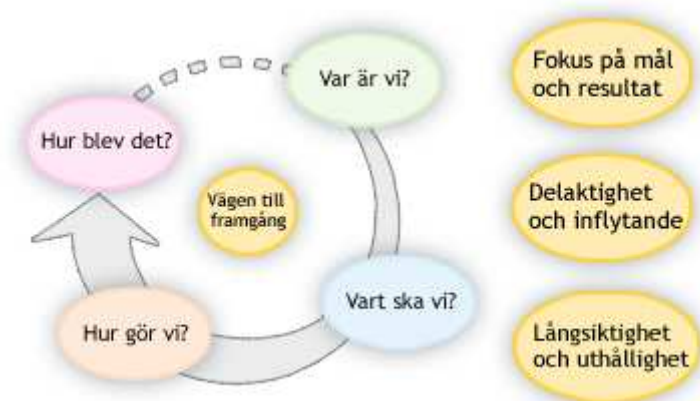 Var är vi?
Hur blev det?
Vägen till
framgång
Vart ska vi?
Hur gör vi?
Fokus på mål
och resultat
Delaktighet
och inflytande
Långsiktighet
och uthållighet